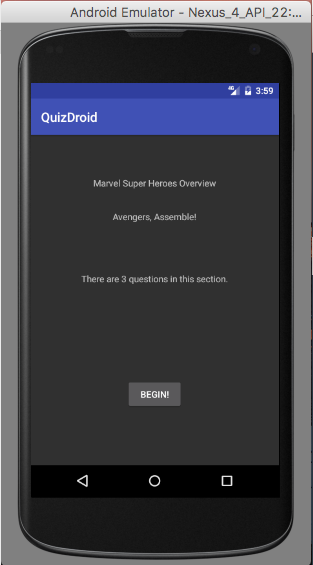 Android Emulator - Nexus_4_API_22:...
4G 3:59
QuizDroid
Marvel Super Heroes Overview
Avengers, Assemble!
There are 3 questions in this section.
BEGIN!